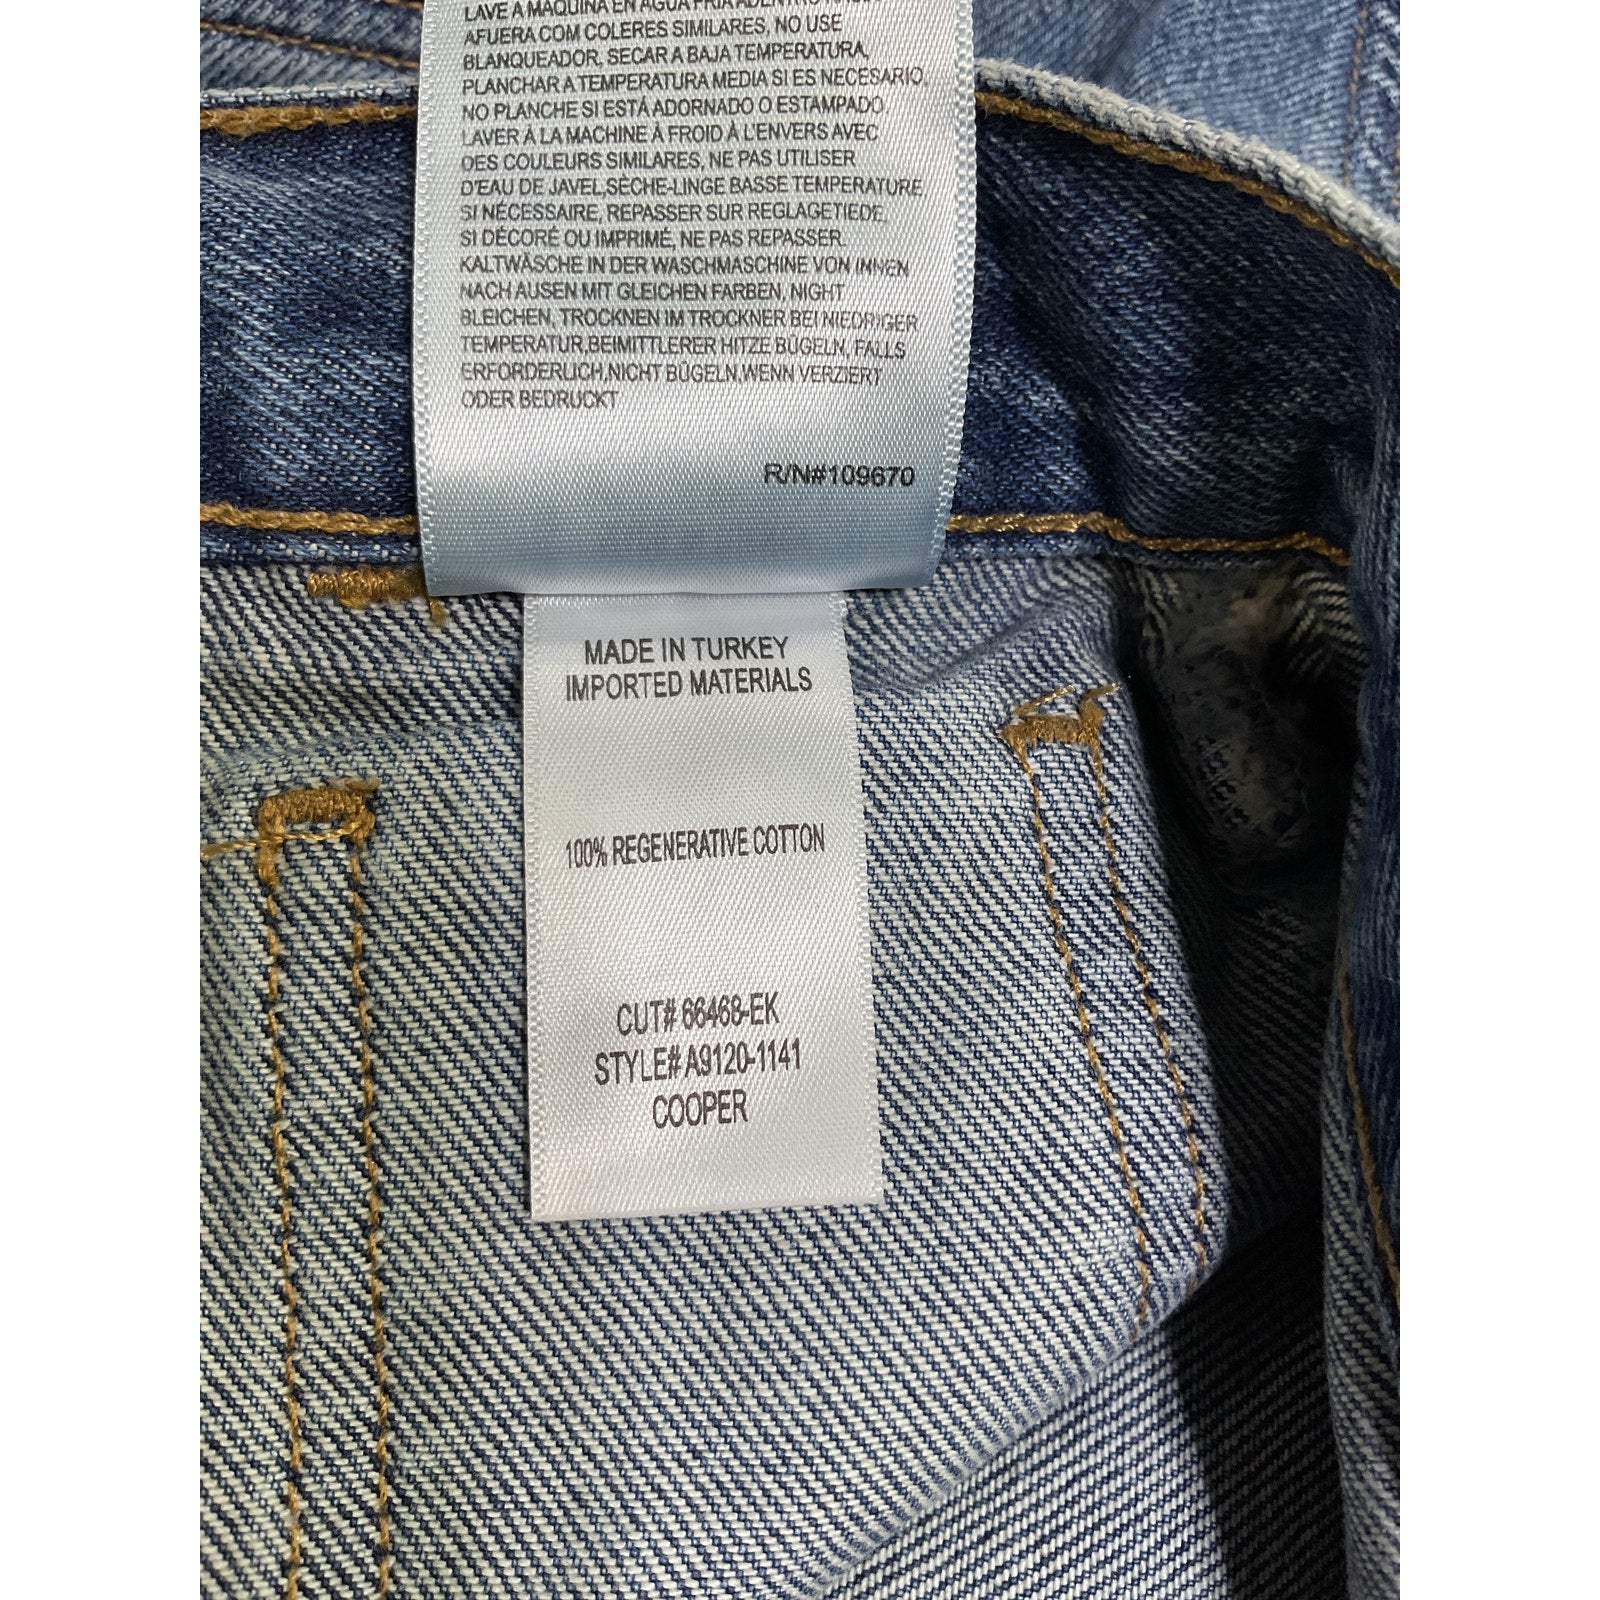 LAVE A MAQUINA EN AGUA FRIA ADENTRO
AFUERA COM COLERES SIMILARES, NO USE
BLANQUEADOR, SECAR A BAJA TEMPERATURA,
PLANCHAR A TEMPERATURA MEDIA SI ES NECESARIO,
NO PLANCHE SI ESTÁ ADORNADO O ESTAMPADO.
LAVER À LA MACHINE À FROID À L'ENVERS AVEC
DES COULEURS SIMILARES, NE PAS UTILISER
D'EAU DE JAVEL,SÈCHE-LINGE BASSE TEMPERATURE
SI NÉCESSAIRE, REPASSER SUR REGLAGETIEDE,
SI DÉCORÉ OU IMPRIMÉ, NE PAS REPASSER.
KALTWÄSCHE IN DER WASCHMASCHINE VON INNEN
NACH AUSEN MIT GLEICHEN FARBEN, NIGHT
BLEICHEN, TROCKNEN IM TROCKNER BEI NIEDRIGER
TEMPERATUR,BEIMITTLERER HITZE BÜGELN, FALLS
ERFORDERLICH,NICHT BÜGELN,WENN VERZIERT
ODER BEDRUCKT
R/N#109670
MADE IN TURKEY
IMPORTED MATERIALS
100% REGENERATIVE COTTON
CUT# 66468-EK
STYLE# A9120-1141
COOPER